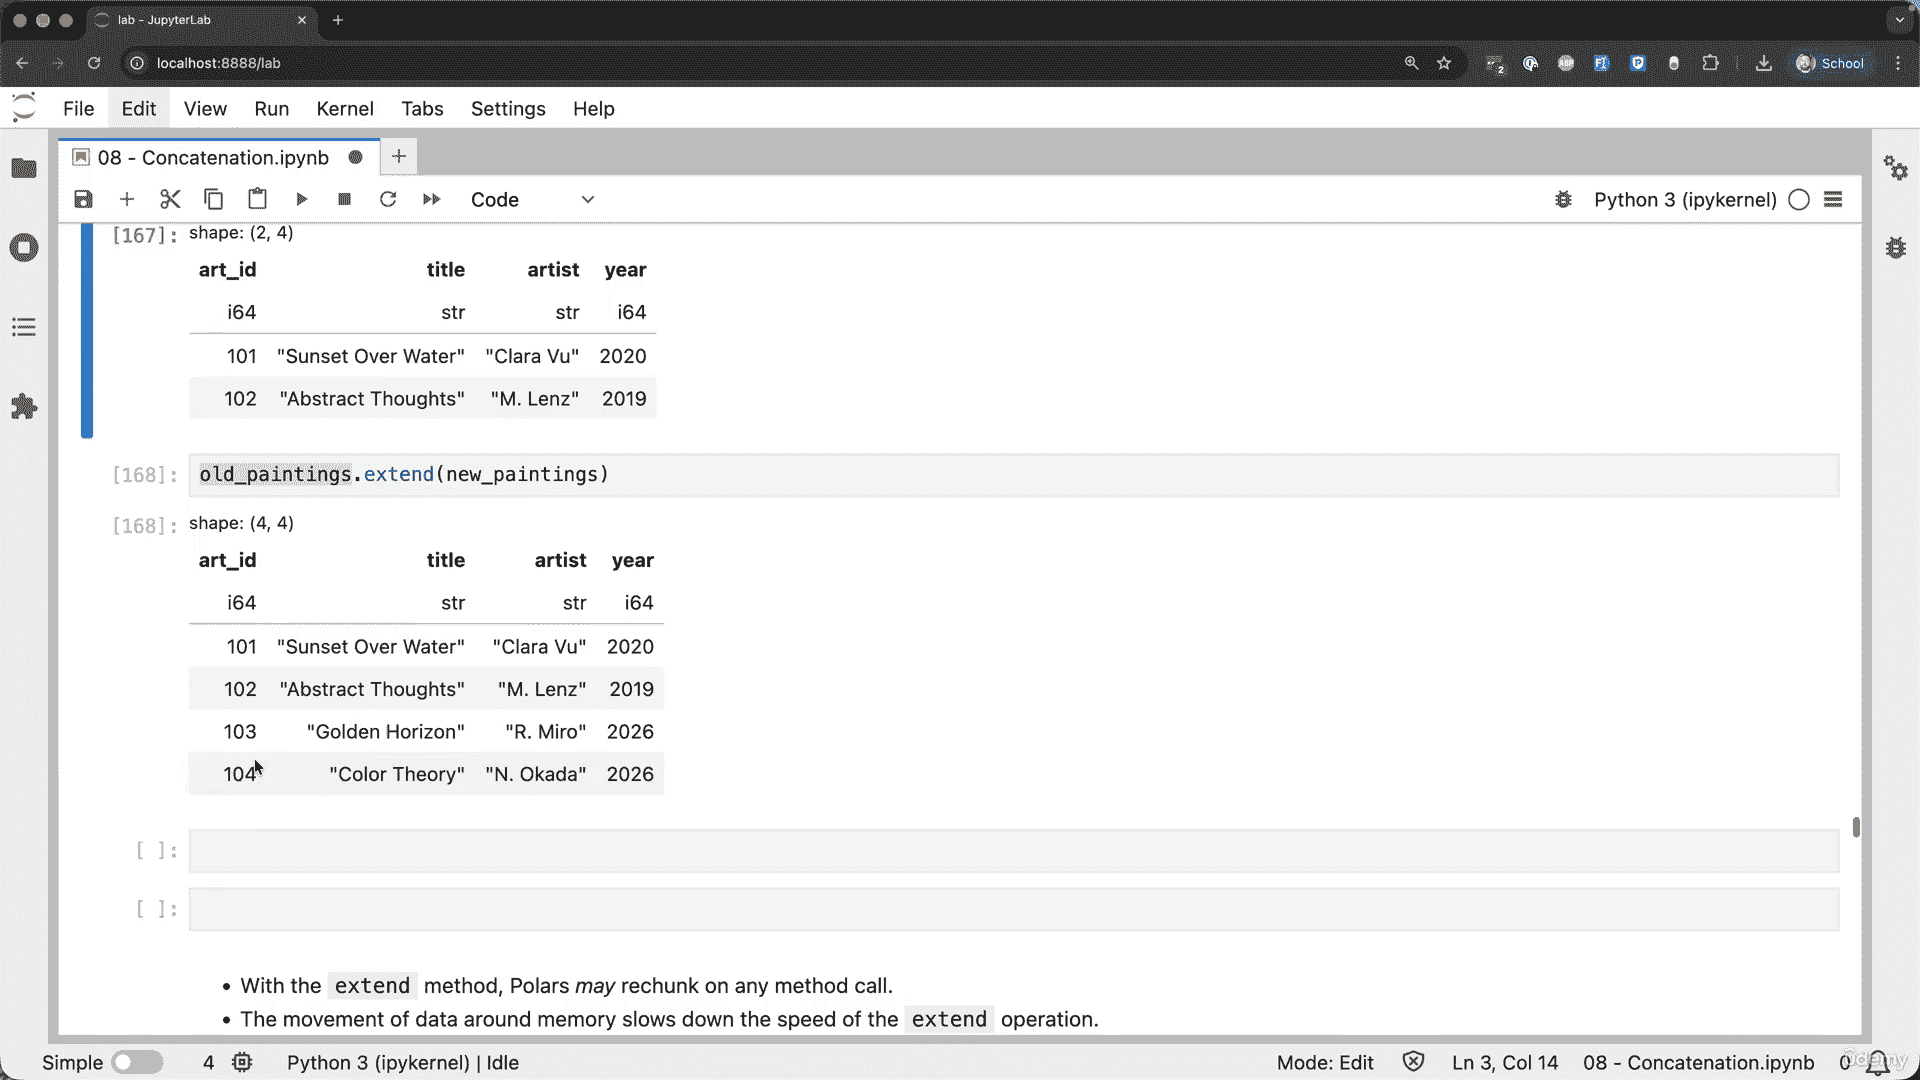 lab - JupyterLab
localhost:8888/lab
2
School
File Edit View Run Kernel Tabs Settings Help
08 - Concatenation.ipynb
Code
Python 3 (ipykernel)
[167]: shape: (2, 4)
art_id title artist year
i64 str str i64
101 "Sunset Over Water" "Clara Vu" 2020
102 "Abstract Thoughts" "M. Lenz" 2019
[168]: old_paintings.extend(new_paintings)
[168]: shape: (4, 4)
art_id title artist year
i64 str str i64
101 "Sunset Over Water" "Clara Vu" 2020
102 "Abstract Thoughts" "M. Lenz" 2019
103 "Golden Horizon" "R. Miro" 2026
104 "Color Theory" "N. Okada" 2026
[ ]:
[ ]:
• With the extend method, Polars may rechunk on any method call.
• The movement of data around memory slows down the speed of the extend operation.
Simple 4 Python 3 (ipykernel) | Idle Mode: Edit Ln 3, Col 14 08 - Concatenation.ipynb 0